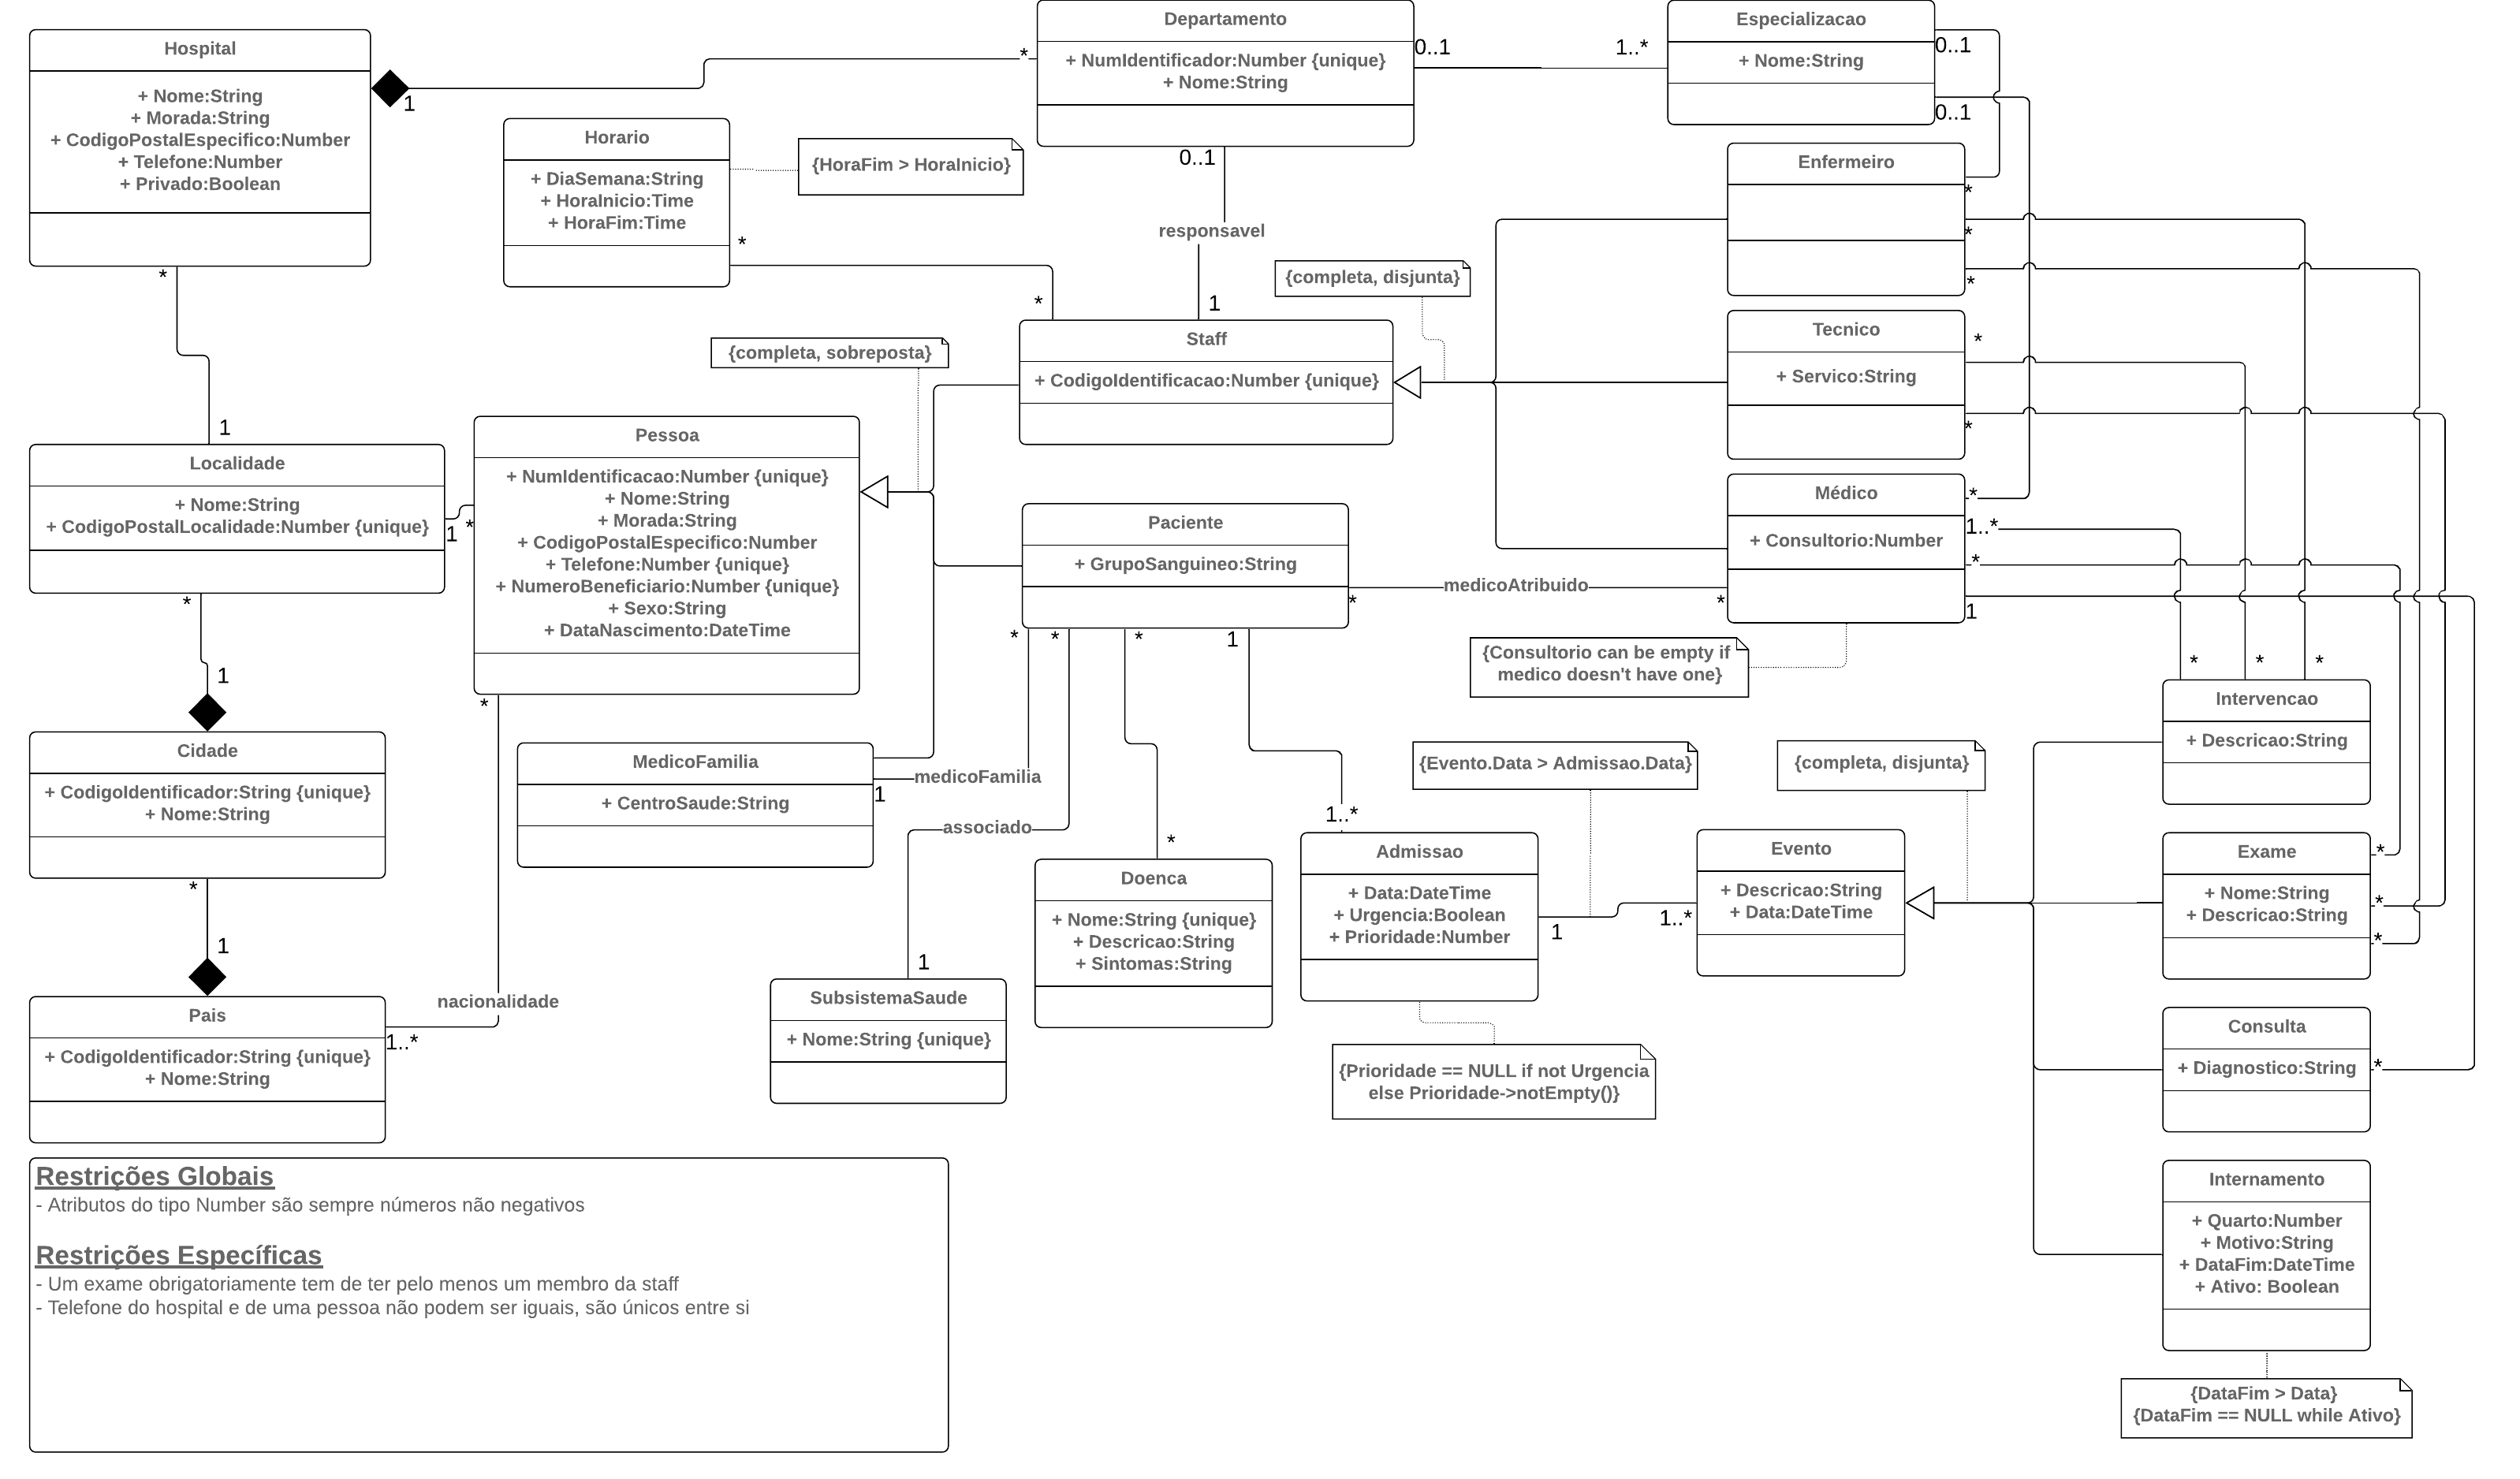 Hospital
+ Nome:String
+ Morada:String
+ CodigoPostalEspecifico:Number
+ Telefone:Number
+ Privado:Boolean
1
*
*
Departamento
+ NumIdentificador:Number {unique}
+ Nome:String
0..1
1..*
0..1
Especializacao
+ Nome:String
0..1
0..1
Horario
+ DiaSemana:String
+ HoraInicio:Time
+ HoraFim:Time
*
{HoraFim > HoraInicio}
responsavel
*
1
{completa, disjunta}
Enfermeiro
*
*
*
Staff
+ CodigoIdentificacao:Number {unique}
Tecnico
+ Servico:String
*
*
{completa, sobreposta}
1
Localidade
+ Nome:String
+ CodigoPostalLocalidade:Number {unique}
1
*
*
Pessoa
+ NumIdentificacao:Number {unique}
+ Nome:String
+ Morada:String
+ CodigoPostalEspecifico:Number
+ Telefone:Number {unique}
+ NumeroBeneficiario:Number {unique}
+ Sexo:String
+ DataNascimento:DateTime
*
Médico
+ Consultorio:Number
*
1..*
*
1
Paciente
+ GrupoSanguineo:String
*
medicoAtribuido
*
*
*
*
1
{Consultorio can be empty if
medico doesn't have one}
*
*
*
Intervencao
+ Descricao:String
1
Cidade
+ CodigoIdentificador:String {unique}
+ Nome:String
*
MedicoFamilia
+ CentroSaude:String
medicoFamilia
1
associado
{Evento.Data > Admissao.Data}
{completa, disjunta}
*
Doenca
+ Nome:String {unique}
+ Descricao:String
+ Sintomas:String
1..*
Admissao
+ Data:DateTime
+ Urgencia:Boolean
+ Prioridade:Number
1
1..*
Evento
+ Descricao:String
+ Data:DateTime
Exame
+ Nome:String
+ Descricao:String
*
*
*
1
Pais
+ CodigoIdentificador:String {unique}
+ Nome:String
nacionalidade
1..*
1
SubsistemaSaude
+ Nome:String {unique}
{Prioridade == NULL if not Urgencia
else Prioridade->notEmpty()}
Consulta
+ Diagnostico:String
*
Internamento
+ Quarto:Number
+ Motivo:String
+ DataFim:DateTime
+ Ativo: Boolean
{DataFim > Data}
{DataFim == NULL while Ativo}
Restrições Globais
- Atributos do tipo Number são sempre números não negativos
Restrições Específicas
- Um exame obrigatoriamente tem de ter pelo menos um membro da staff
- Telefone do hospital e de uma pessoa não podem ser iguais, são únicos entre si